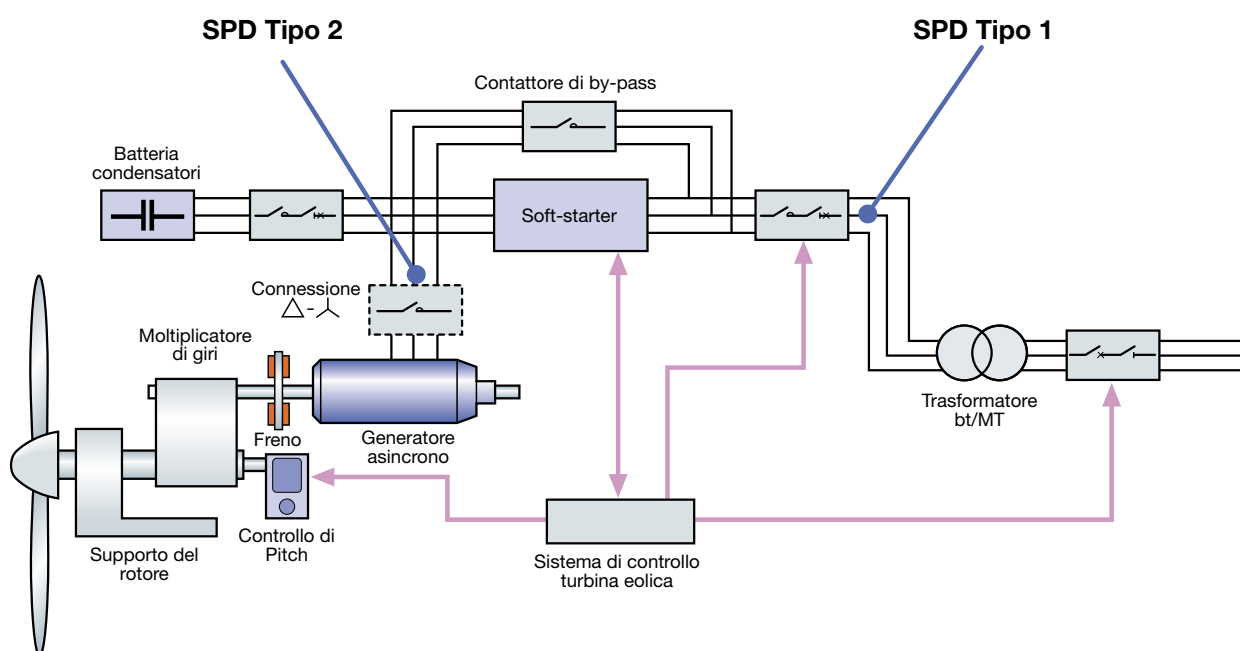 SPD Tipo 2
SPD Tipo 1
Contattore di by-pass
Batteria
condensatori
Soft-starter
Connessione
Moltiplicatore
di giri
Freno
Generatore
asincrono
Trasformatore
bt/MT
Supporto del
rotore
Controllo di
Pitch
Sistema di controllo
turbina eolica